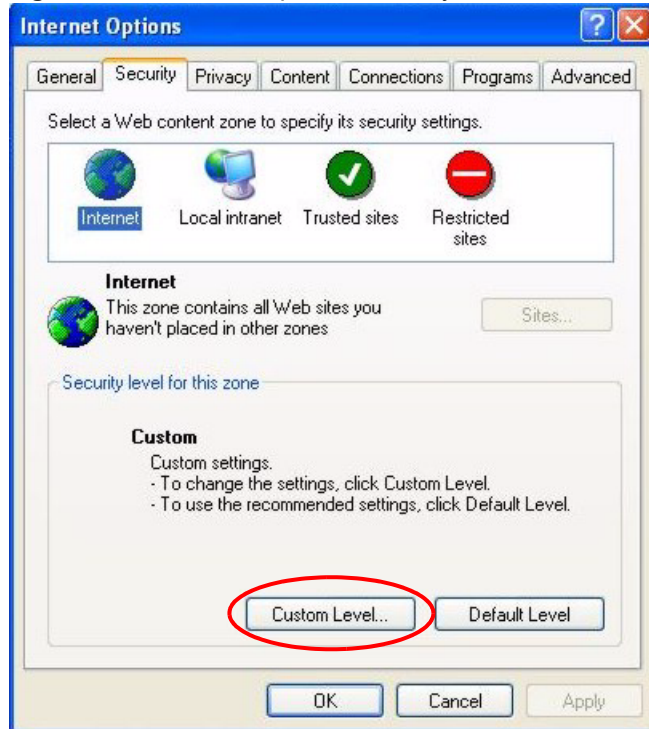 Internet Options
General Security Privacy Content Connections Programs Advanced
Select a Web content zone to specify its security settings.
Internet Local intranet Trusted sites Restricted sites
Internet
This zone contains all Web sites you
haven't placed in other zones
Sites...
Security level for this zone
Custom
Custom settings.
- To change the settings, click Custom Level.
- To use the recommended settings, click Default Level.
Custom Level... Default Level
OK Cancel Apply